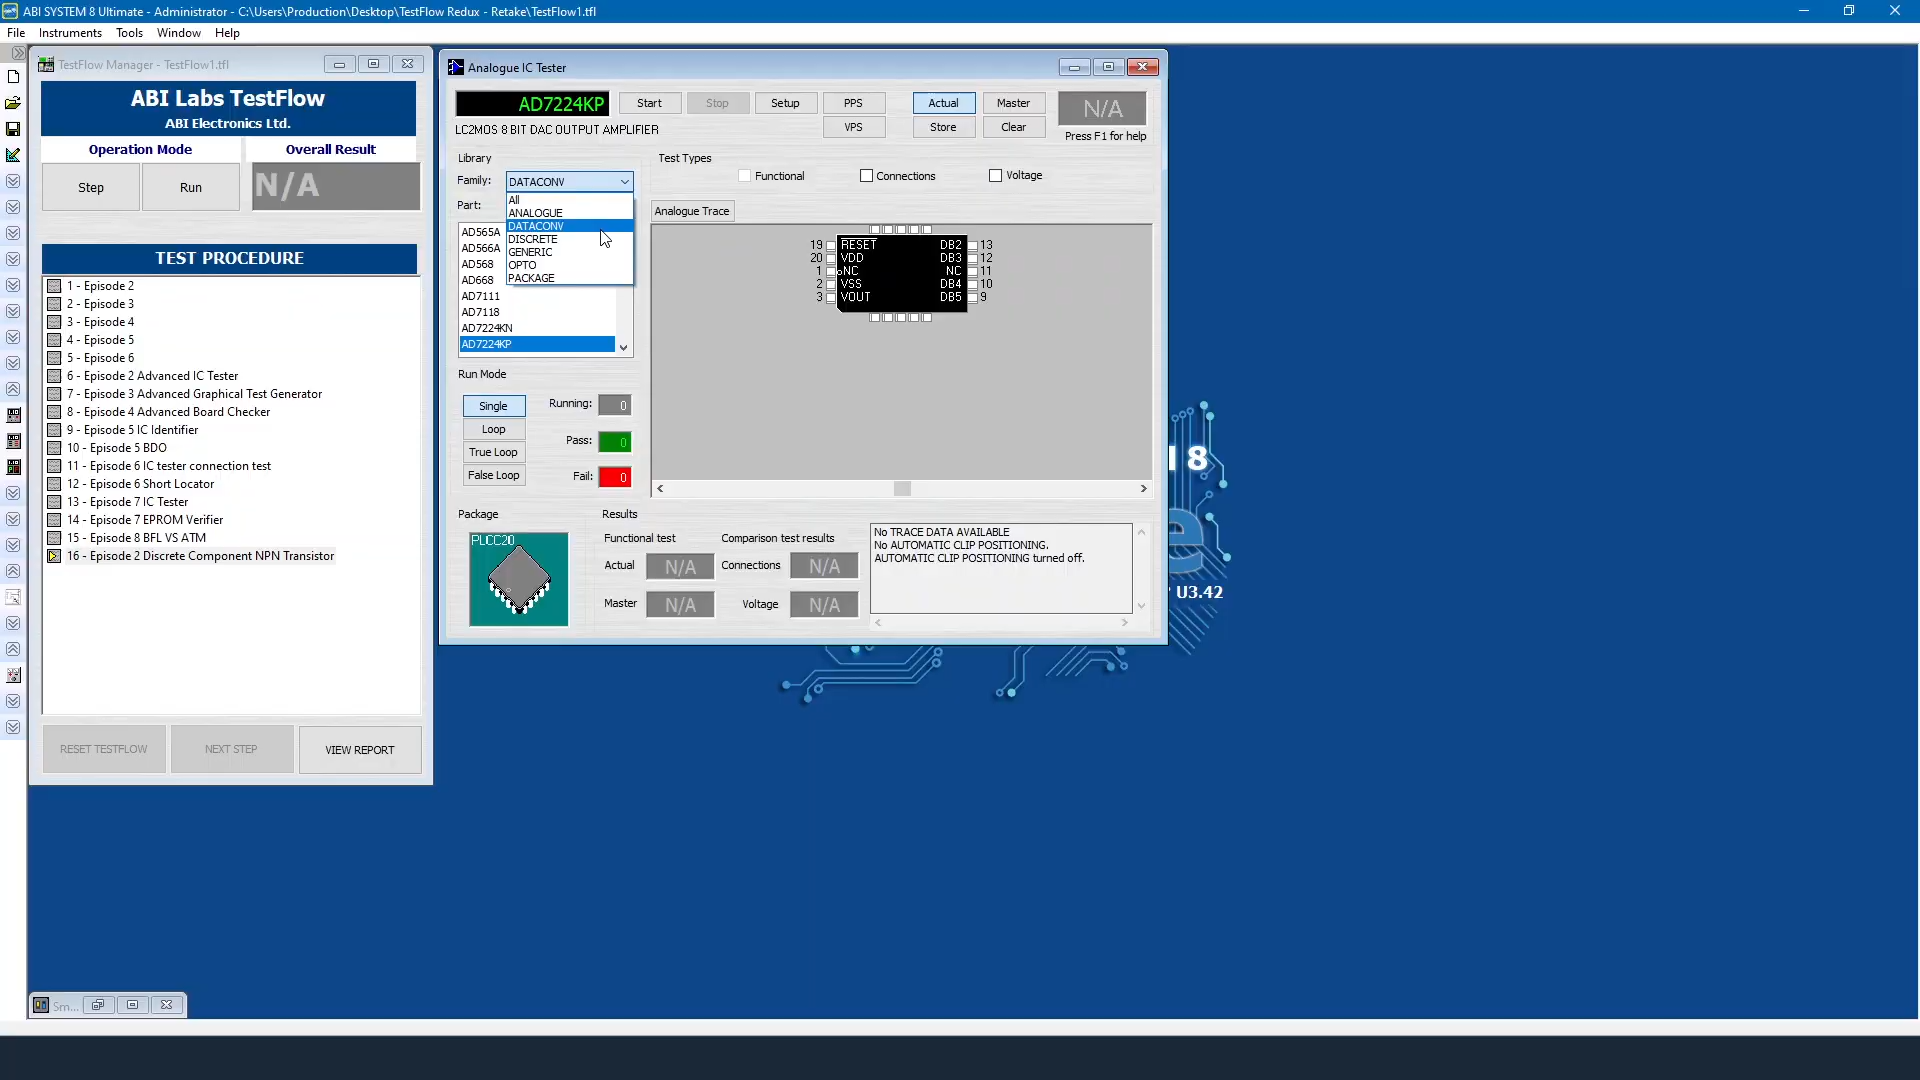 ABI SYSTEM 8 Ultimate - Administrator - C:\Users\Production\Desktop\TestFlow Redux - Retake\TestFlow1.tfl
File Instruments Tools Window Help
TestFlow Manager - TestFlow1.tfl
ABI Labs TestFlow
ABI Electronics Ltd.
Operation Mode Overall Result
Step Run N/A
TEST PROCEDURE
1 - Episode 2
2 - Episode 3
3 - Episode 4
4 - Episode 5
5 - Episode 6
6 - Episode 2 Advanced IC Tester
7 - Episode 3 Advanced Graphical Test Generator
8 - Episode 4 Advanced Board Checker
9 - Episode 5 IC Identifier
10 - Episode 5 BDO
11 - Episode 6 IC tester connection test
12 - Episode 6 Short Locator
13 - Episode 7 IC Tester
14 - Episode 7 EPROM Verifier
15 - Episode 8 BFL VS ATM
16 - Episode 2 Discrete Component NPN Transistor
RESET TESTFLOW NEXT STEP VIEW REPORT
Sm...
Analogue IC Tester
AD7224KP Start Stop Setup PPS Actual Master N/A
LC2MOS 8 BIT DAC OUTPUT AMPLIFIER VPS Store Clear Press F1 for help
Library
Family: DATACONV
All
ANALOGUE
DATACONV
DISCRETE
GENERIC
OPTO
PACKAGE
Part:
AD565A
AD566A
AD568
AD668
AD7111
AD7118
AD7224KN
AD7224KP
Test Types
Functional Connections Voltage
Analogue Trace
19 RESET DB2 13
20 VDD DB3 12
1 NC NC 11
2 VSS DB4 10
3 VOUT DB5 9
Run Mode
Single Running: 0
Loop
True Loop Pass: 0
False Loop Fail: 0
Package
PLCC20
Results
Functional test Comparison test results
Actual N/A Connections N/A
Master N/A Voltage N/A
No TRACE DATA AVAILABLE
No AUTOMATIC CLIP POSITIONING.
AUTOMATIC CLIP POSITIONING turned off.
8
U3.42